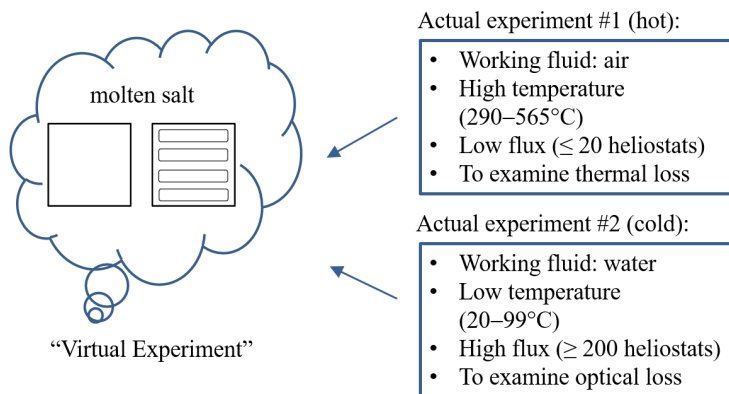 molten salt
“Virtual Experiment”
Actual experiment #1 (hot):
• Working fluid: air
• High temperature
(290–565°C)
• Low flux (≤ 20 heliostats)
• To examine thermal loss
Actual experiment #2 (cold):
• Working fluid: water
• Low temperature
(20–99°C)
• High flux (≥ 200 heliostats)
• To examine optical loss